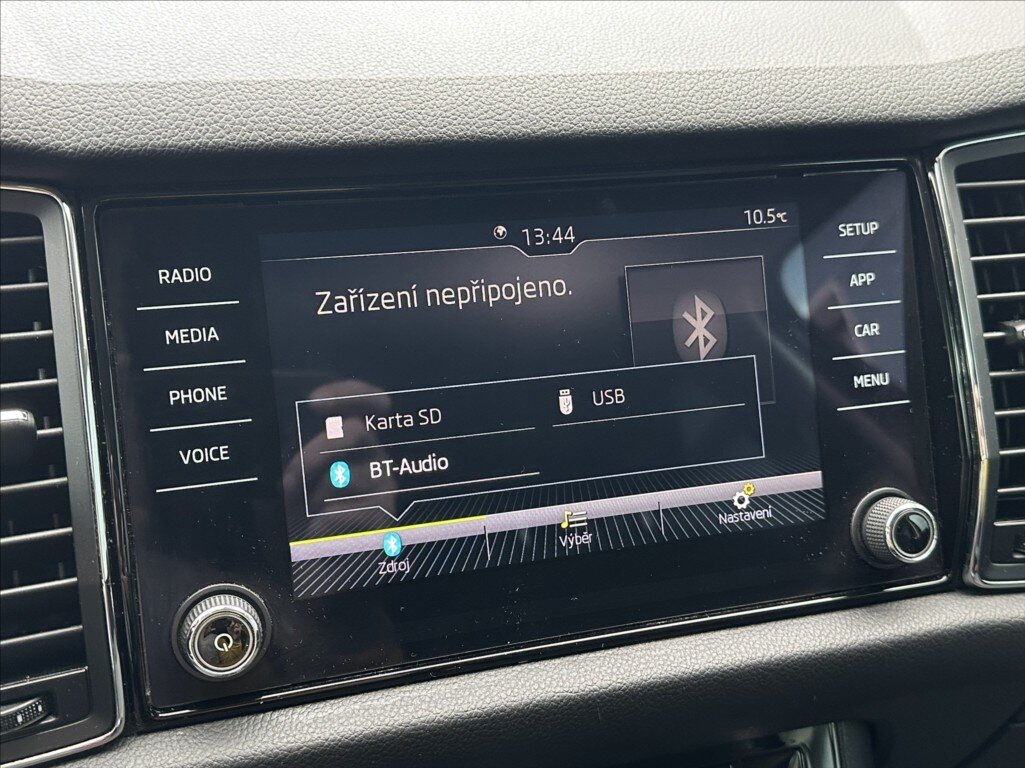 13:44
10.5°C
RADIO
MEDIA
PHONE
VOICE
Zařízení nepřipojeno.
Karta SD
USB
BT-Audio
Zdroj
Výběr
Nastavení
SETUP
APP
CAR
MENU